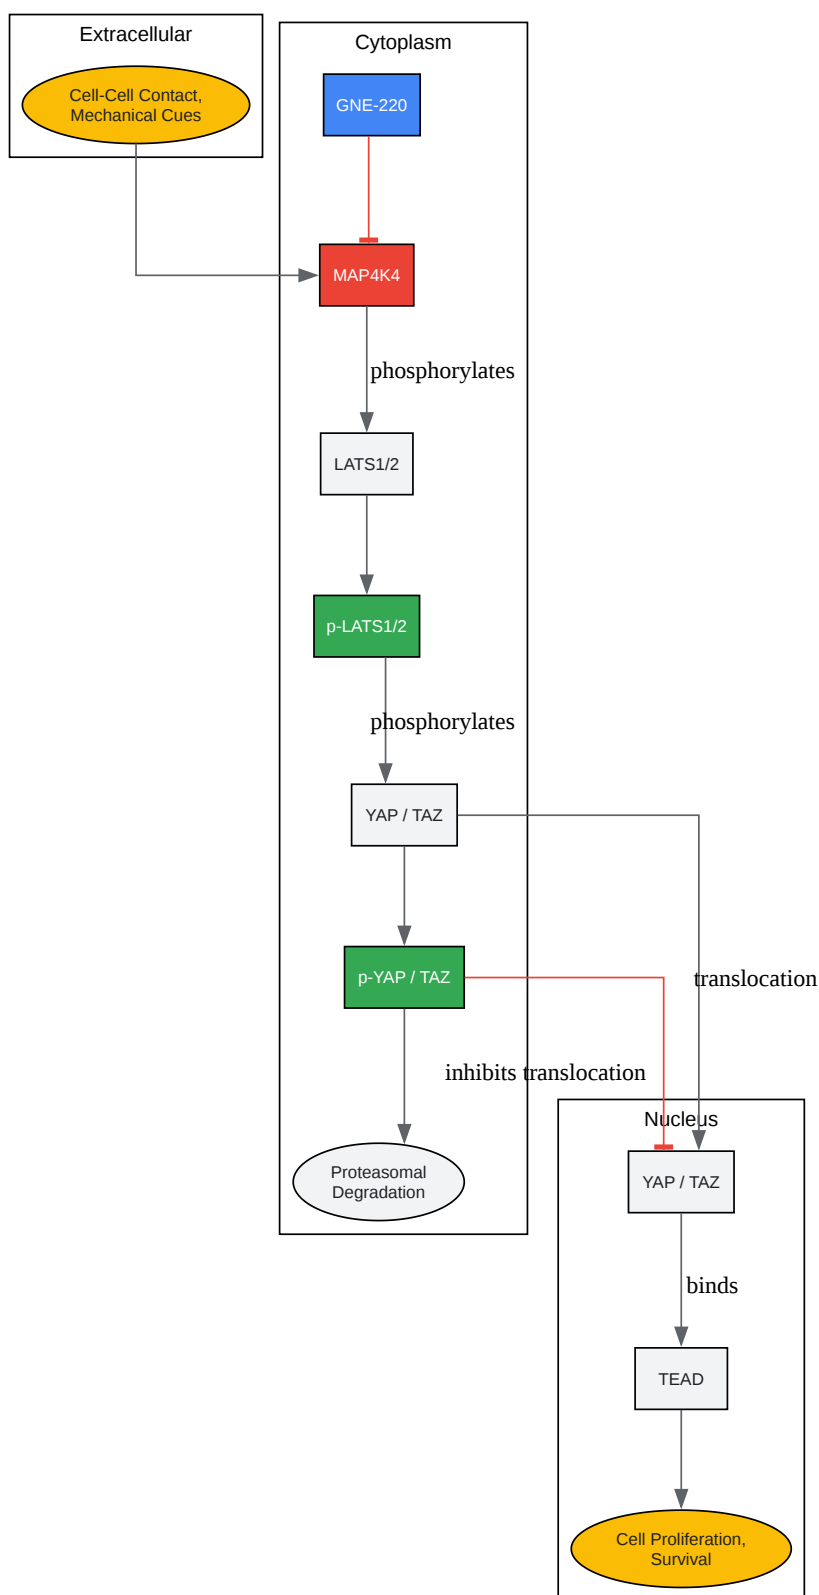 Extracellular
Cell-Cell Contact,
Mechanical Cues
Cytoplasm
GNE-220
MAP4K4
phosphorylates
LATS1/2
p-LATS1/2
phosphorylates
YAP / TAZ
p-YAP / TAZ
translocation
inhibits translocation
Proteasomal
Degradation
Nucleus
YAP / TAZ
binds
TEAD
Cell Proliferation,
Survival